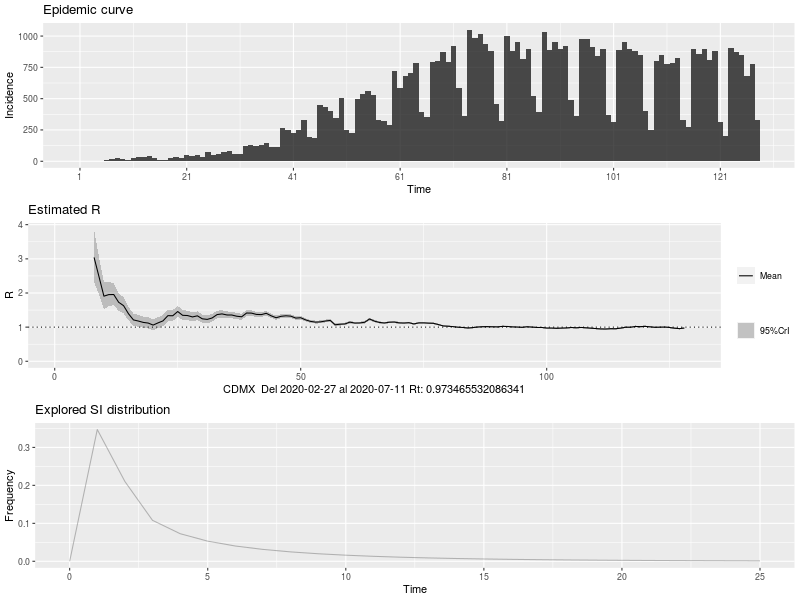 Epidemic curve
1000
750
500
250
0
Incidence
1 21 41 61 81 101 121
Time
Estimated R
4
3
2
1
0
R
Mean
95%CrI
0 50 100
CDMX Del 2020-02-27 al 2020-07-11 Rt: 0.973465532086341
Explored SI distribution
0.3
0.2
0.1
0.0
Frequency
0 5 10 15 20 25
Time